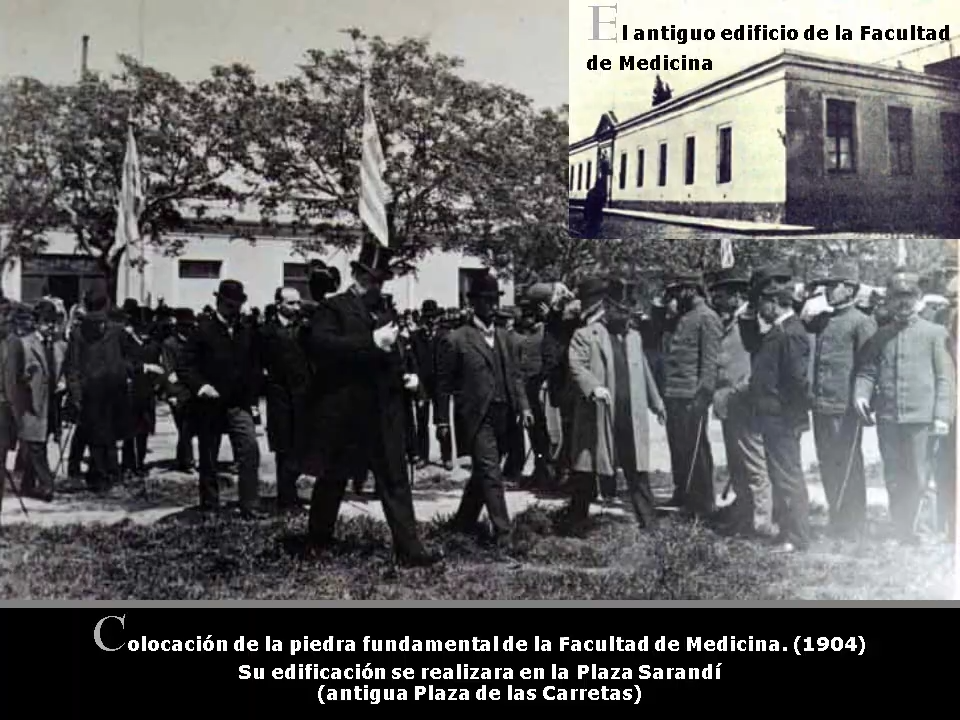 El antiguo edificio de la Facultad
de Medicina
Colocación de la piedra fundamental de la Facultad de Medicina. (1904)
Su edificación se realizara en la Plaza Sarandí
(antigua Plaza de las Carretas)